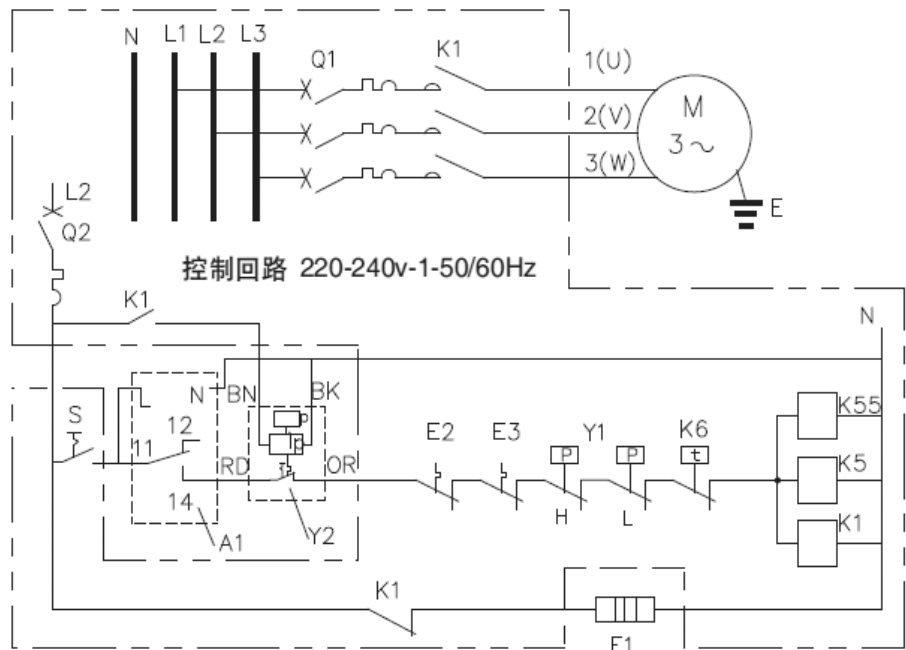 N L1 L2 L3
Q1
K1
1(U)
2(V)
3(W)
M
3~
E
L2
Q2
控制回路 220-240v-1-50/60Hz
K1
N
S
N
BN
BK
12
11
RD
OR
14
A1
Y2
E2
E3
Y1
K6
P
P
t
H
L
K55
K5
K1
K1